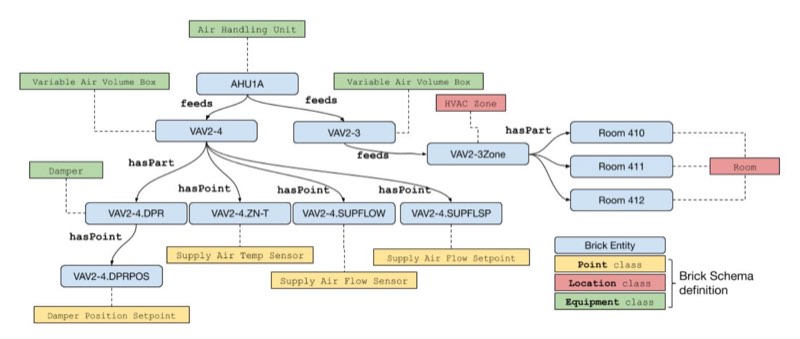 Air Handling Unit
Variable Air Volume Box
AHU1A
Variable Air Volume Box
feeds
feeds
HVAC Zone
VAV2-4
VAV2-3
hasPart
Room 410
feeds
VAV2-3Zone
hasPart
Room 411
Room
Damper
hasPoint
hasPoint
hasPoint
Room 412
VAV2-4.DPR
VAV2-4.ZN-T
VAV2-4.SUPFLOW
VAV2-4.SUPFLSP
hasPoint
Supply Air Temp Sensor
Supply Air Flow Setpoint
Supply Air Flow Sensor
VAV2-4.DPRPOS
Damper Position Setpoint
Brick Entity
Point class
Location class
Equipment class
Brick Schema
definition